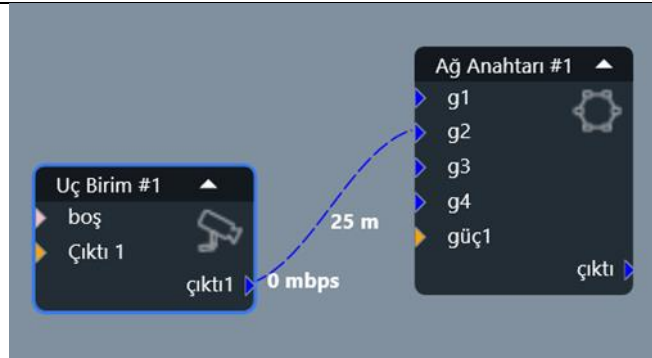 Uç Birim #1
boş
Çıktı 1
çıktı1
0 mbps
25 m
Ağ Anahtarı #1
g1
g2
g3
g4
güç1
çıktı